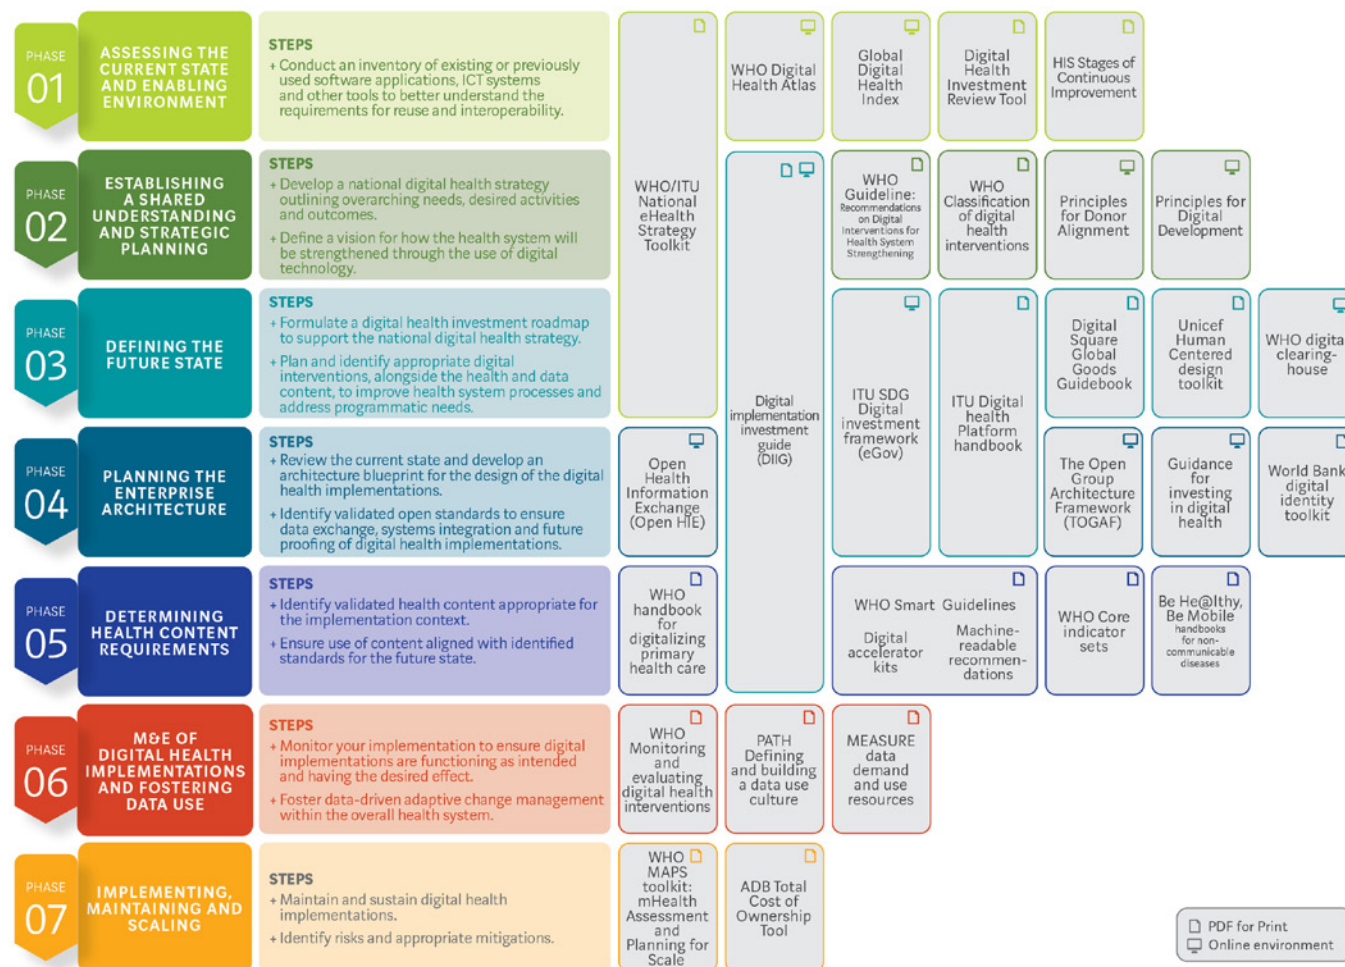 PHASE
01
ASSESSING THE
CURRENT STATE
AND ENABLING
ENVIRONMENT
STEPS
+ Conduct an inventory of existing or previously
used software applications, ICT systems
and other tools to better understand the
requirements for reuse and interoperability.
WHO/ITU
National
eHealth
Strategy
Toolkit
WHO Digital
Health Atlas
Global
Digital
Health
Index
Digital
Health
Investment
Review Tool
HIS Stages of
Continuous
Improvement
PHASE
02
ESTABLISHING
A SHARED
UNDERSTANDING
AND STRATEGIC
PLANNING
STEPS
+ Develop a national digital health strategy
outlining overarching needs, desired activities
and outcomes.
+ Define a vision for how the health system will
be strengthened through the use of digital
technology.
Digital
implementation
investment
guide
(DIIG)
WHO
Guideline:
Recommendations
on Digital
Interventions for
Health System
Strengthening
WHO
Classification
of digital
health
interventions
Principles
for Donor
Alignment
Principles for
Digital
Development
PHASE
03
DEFINING THE
FUTURE STATE
STEPS
+ Formulate a digital health investment roadmap
to support the national digital health strategy.
+ Plan and identify appropriate digital
interventions, alongside the health and data
content, to improve health system processes and
address programmatic needs.
ITU SDG
Digital
investment
framework
(eGov)
ITU Digital
health
Platform
handbook
Digital
Square
Global
Goods
Guidebook
Unicef
Human
Centered
design
toolkit
WHO digital
clearing-
house
PHASE
04
PLANNING THE
ENTERPRISE
ARCHITECTURE
STEPS
+ Review the current state and develop an
architecture blueprint for the design of the digital
health implementations.
+ Identify validated open standards to ensure
data exchange, systems integration and future
proofing of digital health implementations.
Open
Health
Information
Exchange
(Open HIE)
The Open
Group
Architecture
Framework
(TOGAF)
Guidance
for
investing
in digital
health
World Bank
digital
identity
toolkit
PHASE
05
DETERMINING
HEALTH CONTENT
REQUIREMENTS
STEPS
+ Identify validated health content appropriate for
the implementation context.
+ Ensure use of content aligned with identified
standards for the future state.
WHO
handbook
for
digitalizing
primary
health care
WHO Smart Guidelines
Digital
accelerator
kits
Machine-
readable
recommen-
dations
WHO Core
indicator
sets
Be He@lthy,
Be Mobile
handbooks
for non-
communicable
diseases
PHASE
06
M&E OF
DIGITAL HEALTH
IMPLEMENTATIONS
AND FOSTERING
DATA USE
STEPS
+ Monitor your implementation to ensure digital
implementations are functioning as intended
and having the desired effect.
+ Foster data-driven adaptive change management
within the overall health system.
WHO
Monitoring
and
evaluating
digital health
interventions
PATH
Defining
and building
a data use
culture
MEASURE
data
demand
and use
resources
PHASE
07
IMPLEMENTING,
MAINTAINING AND
SCALING
STEPS
+ Maintain and sustain digital health
implementations.
+ Identify risks and appropriate mitigations.
WHO
MAPS
toolkit:
mHealth
Assessment
and
Planning for
Scale
ADB Total
Cost of
Ownership
Tool
PDF for Print
Online environment